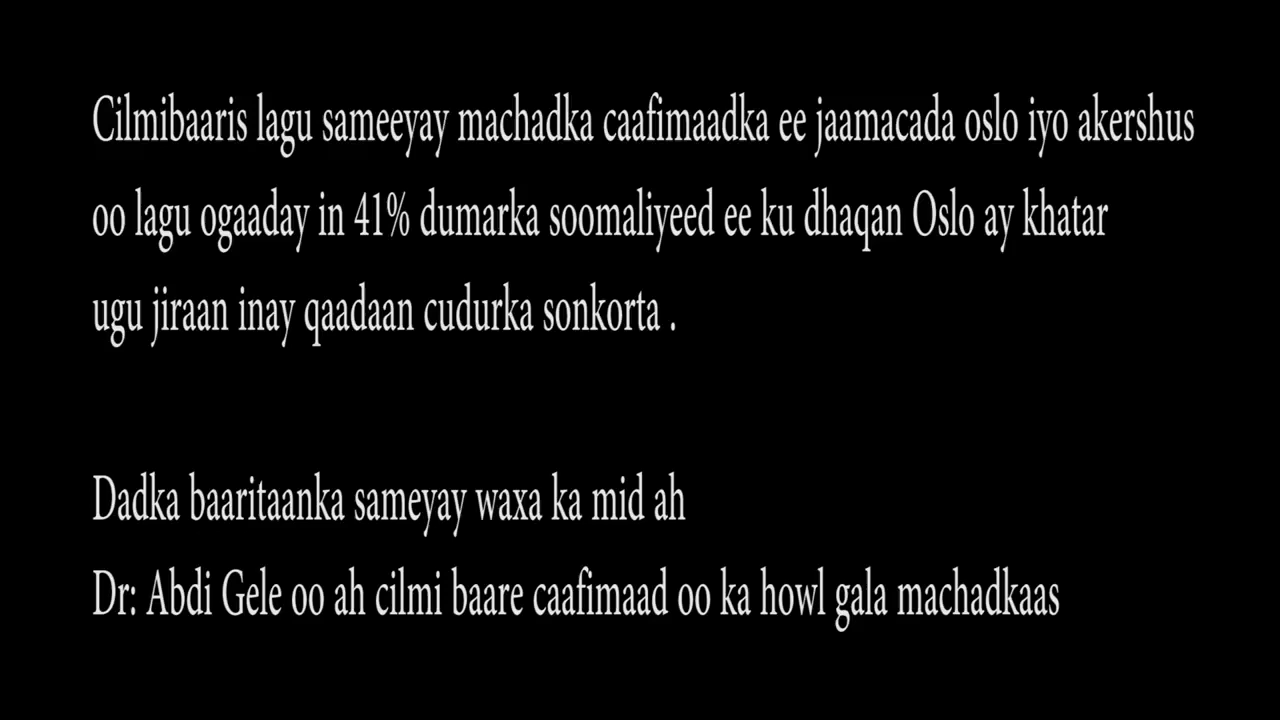 Cilmibaaris lagu sameeyay machadka caafimaadka ee jaamacada oslo iyo akershus
oo lagu ogaaday in 41% dumarka soomaliyeed ee ku dhaqan Oslo ay khatar
ugu jiraan inay qaadaan cudurka sonkorta .
Dadka baaritaanka sameyay waxa ka mid ah
Dr: Abdi Gele oo ah cilmi baare caafimaad oo ka howl gala machadkaas